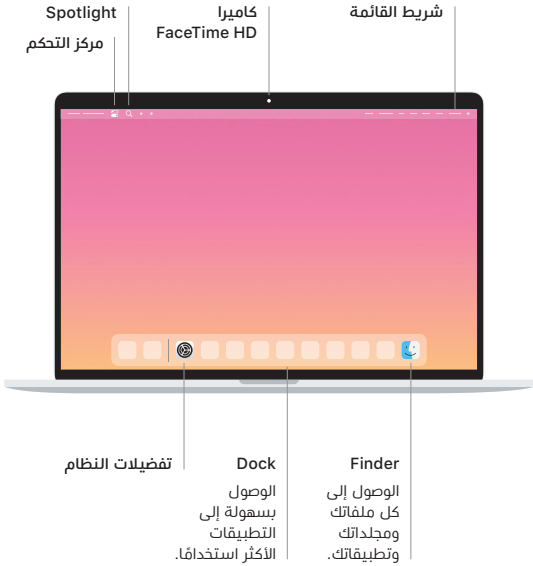 شريط القائمة
كاميرا
FaceTime HD
Spotlight
مركز التحكم
Finder
الوصول إلى
كل ملفاتك
ومجلداتك
وتطبيقاتك.
Dock
الوصول
بسهولة إلى
التطبيقات
الأكثر استخدامًا.
تفضيلات النظام